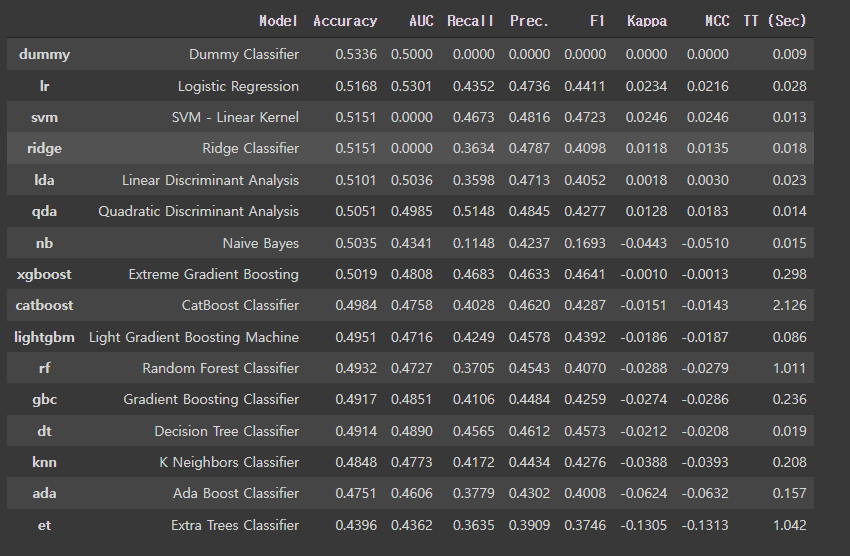 Model Accuracy AUC Recall Prec. F1 Kappa MCC TT (Sec)
dummy Dummy Classifier 0.5336 0.5000 0.0000 0.0000 0.0000 0.0000 0.0000 0.009
lr Logistic Regression 0.5168 0.5301 0.4352 0.4736 0.4411 0.0234 0.0216 0.028
svm SVM - Linear Kernel 0.5151 0.0000 0.4673 0.4816 0.4723 0.0246 0.0246 0.013
ridge Ridge Classifier 0.5151 0.0000 0.3634 0.4787 0.4098 0.0118 0.0135 0.018
lda Linear Discriminant Analysis 0.5101 0.5036 0.3598 0.4713 0.4052 0.0018 0.0030 0.023
qda Quadratic Discriminant Analysis 0.5051 0.4985 0.5148 0.4845 0.4277 0.0128 0.0183 0.014
nb Naive Bayes 0.5035 0.4341 0.1148 0.4237 0.1693 -0.0443 -0.0510 0.015
xgboost Extreme Gradient Boosting 0.5019 0.4808 0.4683 0.4633 0.4641 -0.0010 -0.0013 0.298
catboost CatBoost Classifier 0.4984 0.4758 0.4028 0.4620 0.4287 -0.0151 -0.0143 2.126
lightgbm Light Gradient Boosting Machine 0.4951 0.4716 0.4249 0.4578 0.4392 -0.0186 -0.0187 0.086
rf Random Forest Classifier 0.4932 0.4727 0.3705 0.4543 0.4070 -0.0288 -0.0279 1.011
gbc Gradient Boosting Classifier 0.4917 0.4851 0.4106 0.4484 0.4259 -0.0274 -0.0286 0.236
dt Decision Tree Classifier 0.4914 0.4890 0.4565 0.4612 0.4573 -0.0212 -0.0208 0.019
knn K Neighbors Classifier 0.4848 0.4773 0.4172 0.4434 0.4276 -0.0388 -0.0393 0.208
ada Ada Boost Classifier 0.4751 0.4606 0.3779 0.4302 0.4008 -0.0624 -0.0632 0.157
et Extra Trees Classifier 0.4396 0.4362 0.3635 0.3909 0.3746 -0.1305 -0.1313 1.042